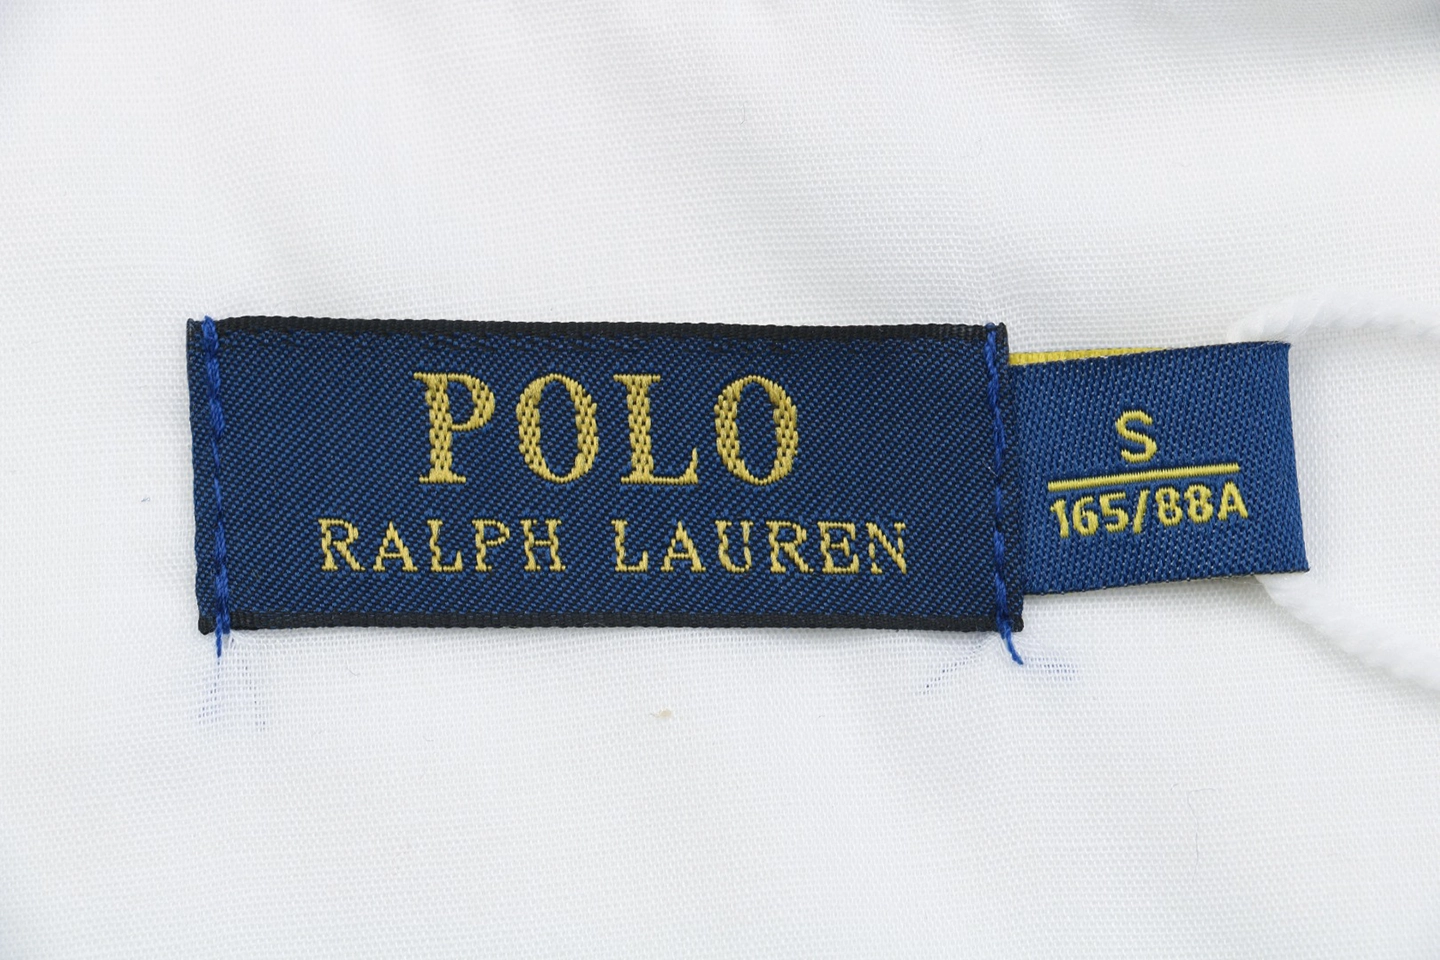 POLO
RALPH LAUREN
S
165/88A